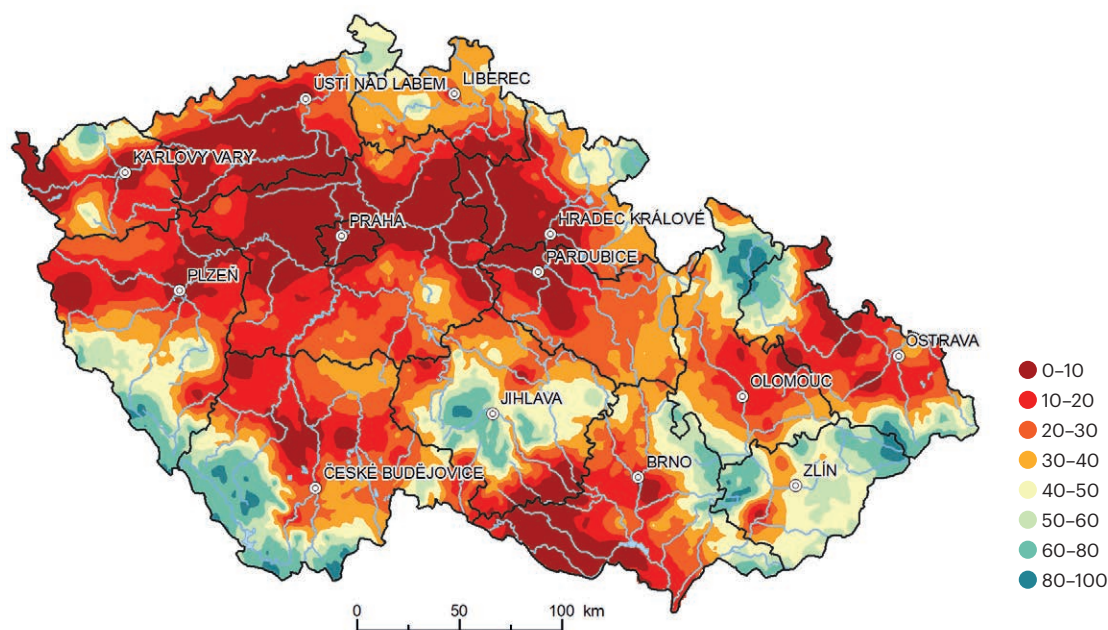 ÚSTÍ NAD LABEM
LIBEREC
KARLOVY VARY
PRAHA
HRADEC KRÁLOVÉ
PARDUBICE
PLZEŇ
OSTRAVA
OLOMOUC
JIHLAVA
ČESKÉ BUDĚJOVICE
BRNO
ZLÍN
0–10
10–20
20–30
30–40
40–50
50–60
60–80
80–100
0 50 100 km